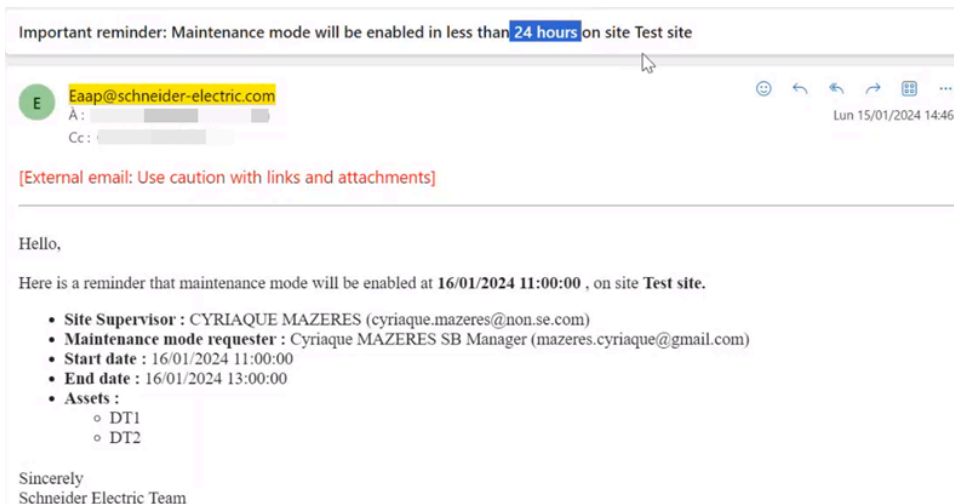 Important reminder: Maintenance mode will be enabled in less than 24 hours on site Test site
E
Eaap@schneider-electric.com
À :
Cc :
Lun 15/01/2024 14:46
[External email: Use caution with links and attachments]
Hello,
Here is a reminder that maintenance mode will be enabled at 16/01/2024 11:00:00 , on site Test site.
• Site Supervisor : CYRIAQUE MAZERES (cyriaque.mazeres@non.se.com)
• Maintenance mode requester : Cyriaque MAZERES SB Manager (mazeres.cyriaque@gmail.com)
• Start date : 16/01/2024 11:00:00
• End date : 16/01/2024 13:00:00
• Assets :
◦ DT1
◦ DT2
Sincerely
Schneider Electric Team